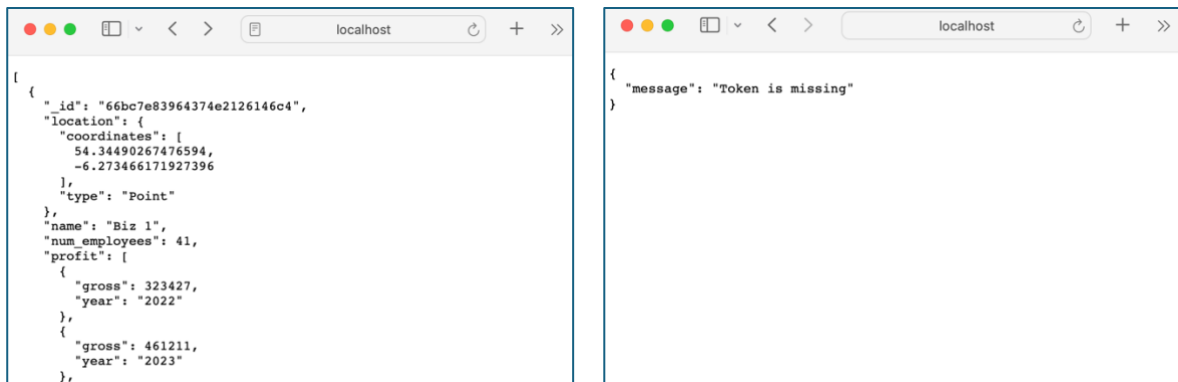 localhost
[
  {
    "_id": "66bc7e83964374e2126146c4",
    "location": {
      "coordinates": [
        54.34490267476594,
        -6.273466171927396
      ],
      "type": "Point"
    },
    "name": "Biz 1",
    "num_employees": 41,
    "profit": [
      {
        "gross": 323427,
        "year": "2022"
      },
      {
        "gross": 461211,
        "year": "2023"
      },
localhost
{
  "message": "Token is missing"
}